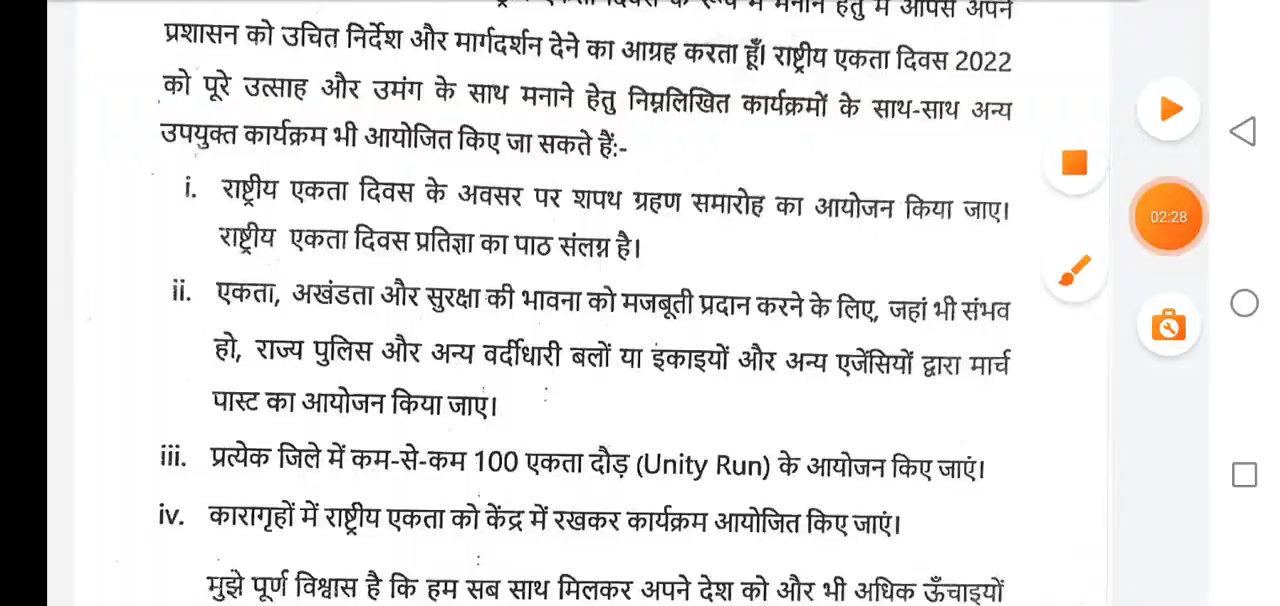 के रूप में मनाने हेतु मैं आपसे अपने
प्रशासन को उचित निर्देश और मार्गदर्शन देने का आग्रह करता हूँ। राष्ट्रीय एकता दिवस 2022
को पूरे उत्साह और उमंग के साथ मनाने हेतु निम्नलिखित कार्यक्रमों के साथ-साथ अन्य
उपयुक्त कार्यक्रम भी आयोजित किए जा सकते हैं:-
i. राष्ट्रीय एकता दिवस के अवसर पर शपथ ग्रहण समारोह का आयोजन किया जाए।
राष्ट्रीय एकता दिवस प्रतिज्ञा का पाठ संलग्न है।
ii. एकता, अखंडता और सुरक्षा की भावना को मजबूती प्रदान करने के लिए, जहां भी संभव
हो, राज्य पुलिस और अन्य वर्दीधारी बलों या इकाइयों और अन्य एजेंसियों द्वारा मार्च
पास्ट का आयोजन किया जाए।
iii. प्रत्येक जिले में कम-से-कम 100 एकता दौड़ (Unity Run) के आयोजन किए जाएं।
iv. कारागृहों में राष्ट्रीय एकता को केंद्र में रखकर कार्यक्रम आयोजित किए जाएं।
मुझे पूर्ण विश्वास है कि हम सब साथ मिलकर अपने देश को और भी अधिक ऊँचाइयों
02:28